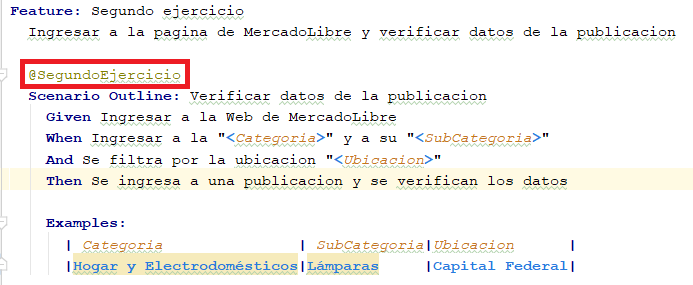 Feature: Segundo ejercicio
Ingresar a la pagina de MercadoLibre y verificar datos de la publicacion
@SegundoEjercicio
Scenario Outline: Verificar datos de la publicacion
Given Ingresar a la Web de MercadoLibre
When Ingresar a la "<Categoria>" y a su "<SubCategoria>"
And Se filtra por la ubicacion "<Ubicacion>"
Then Se ingresa a una publicacion y se verifican los datos
Examples:
| Categoria | SubCategoria|Ubicacion |
|Hogar y Electrodomésticos|Lámparas |Capital Federal|